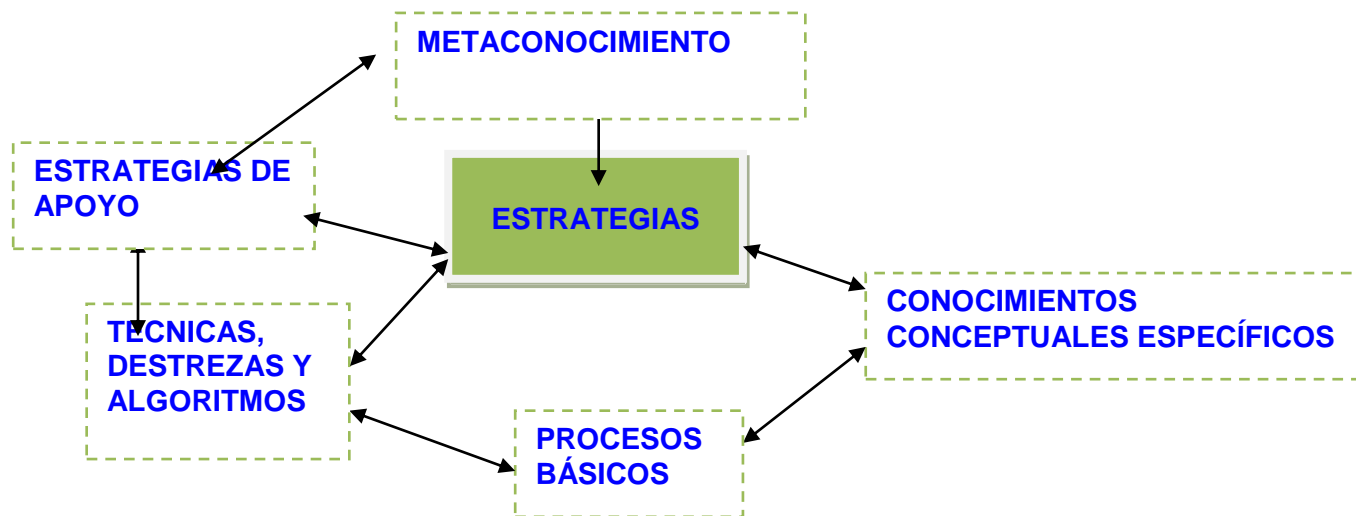 METACONOCIMIENTO
ESTRATEGIAS DE
APOYO
ESTRATEGIAS
CONOCIMIENTOS
CONCEPTUALES ESPECÍFICOS
TECNICAS,
DESTREZAS Y
ALGORITMOS
PROCESOS
BÁSICOS